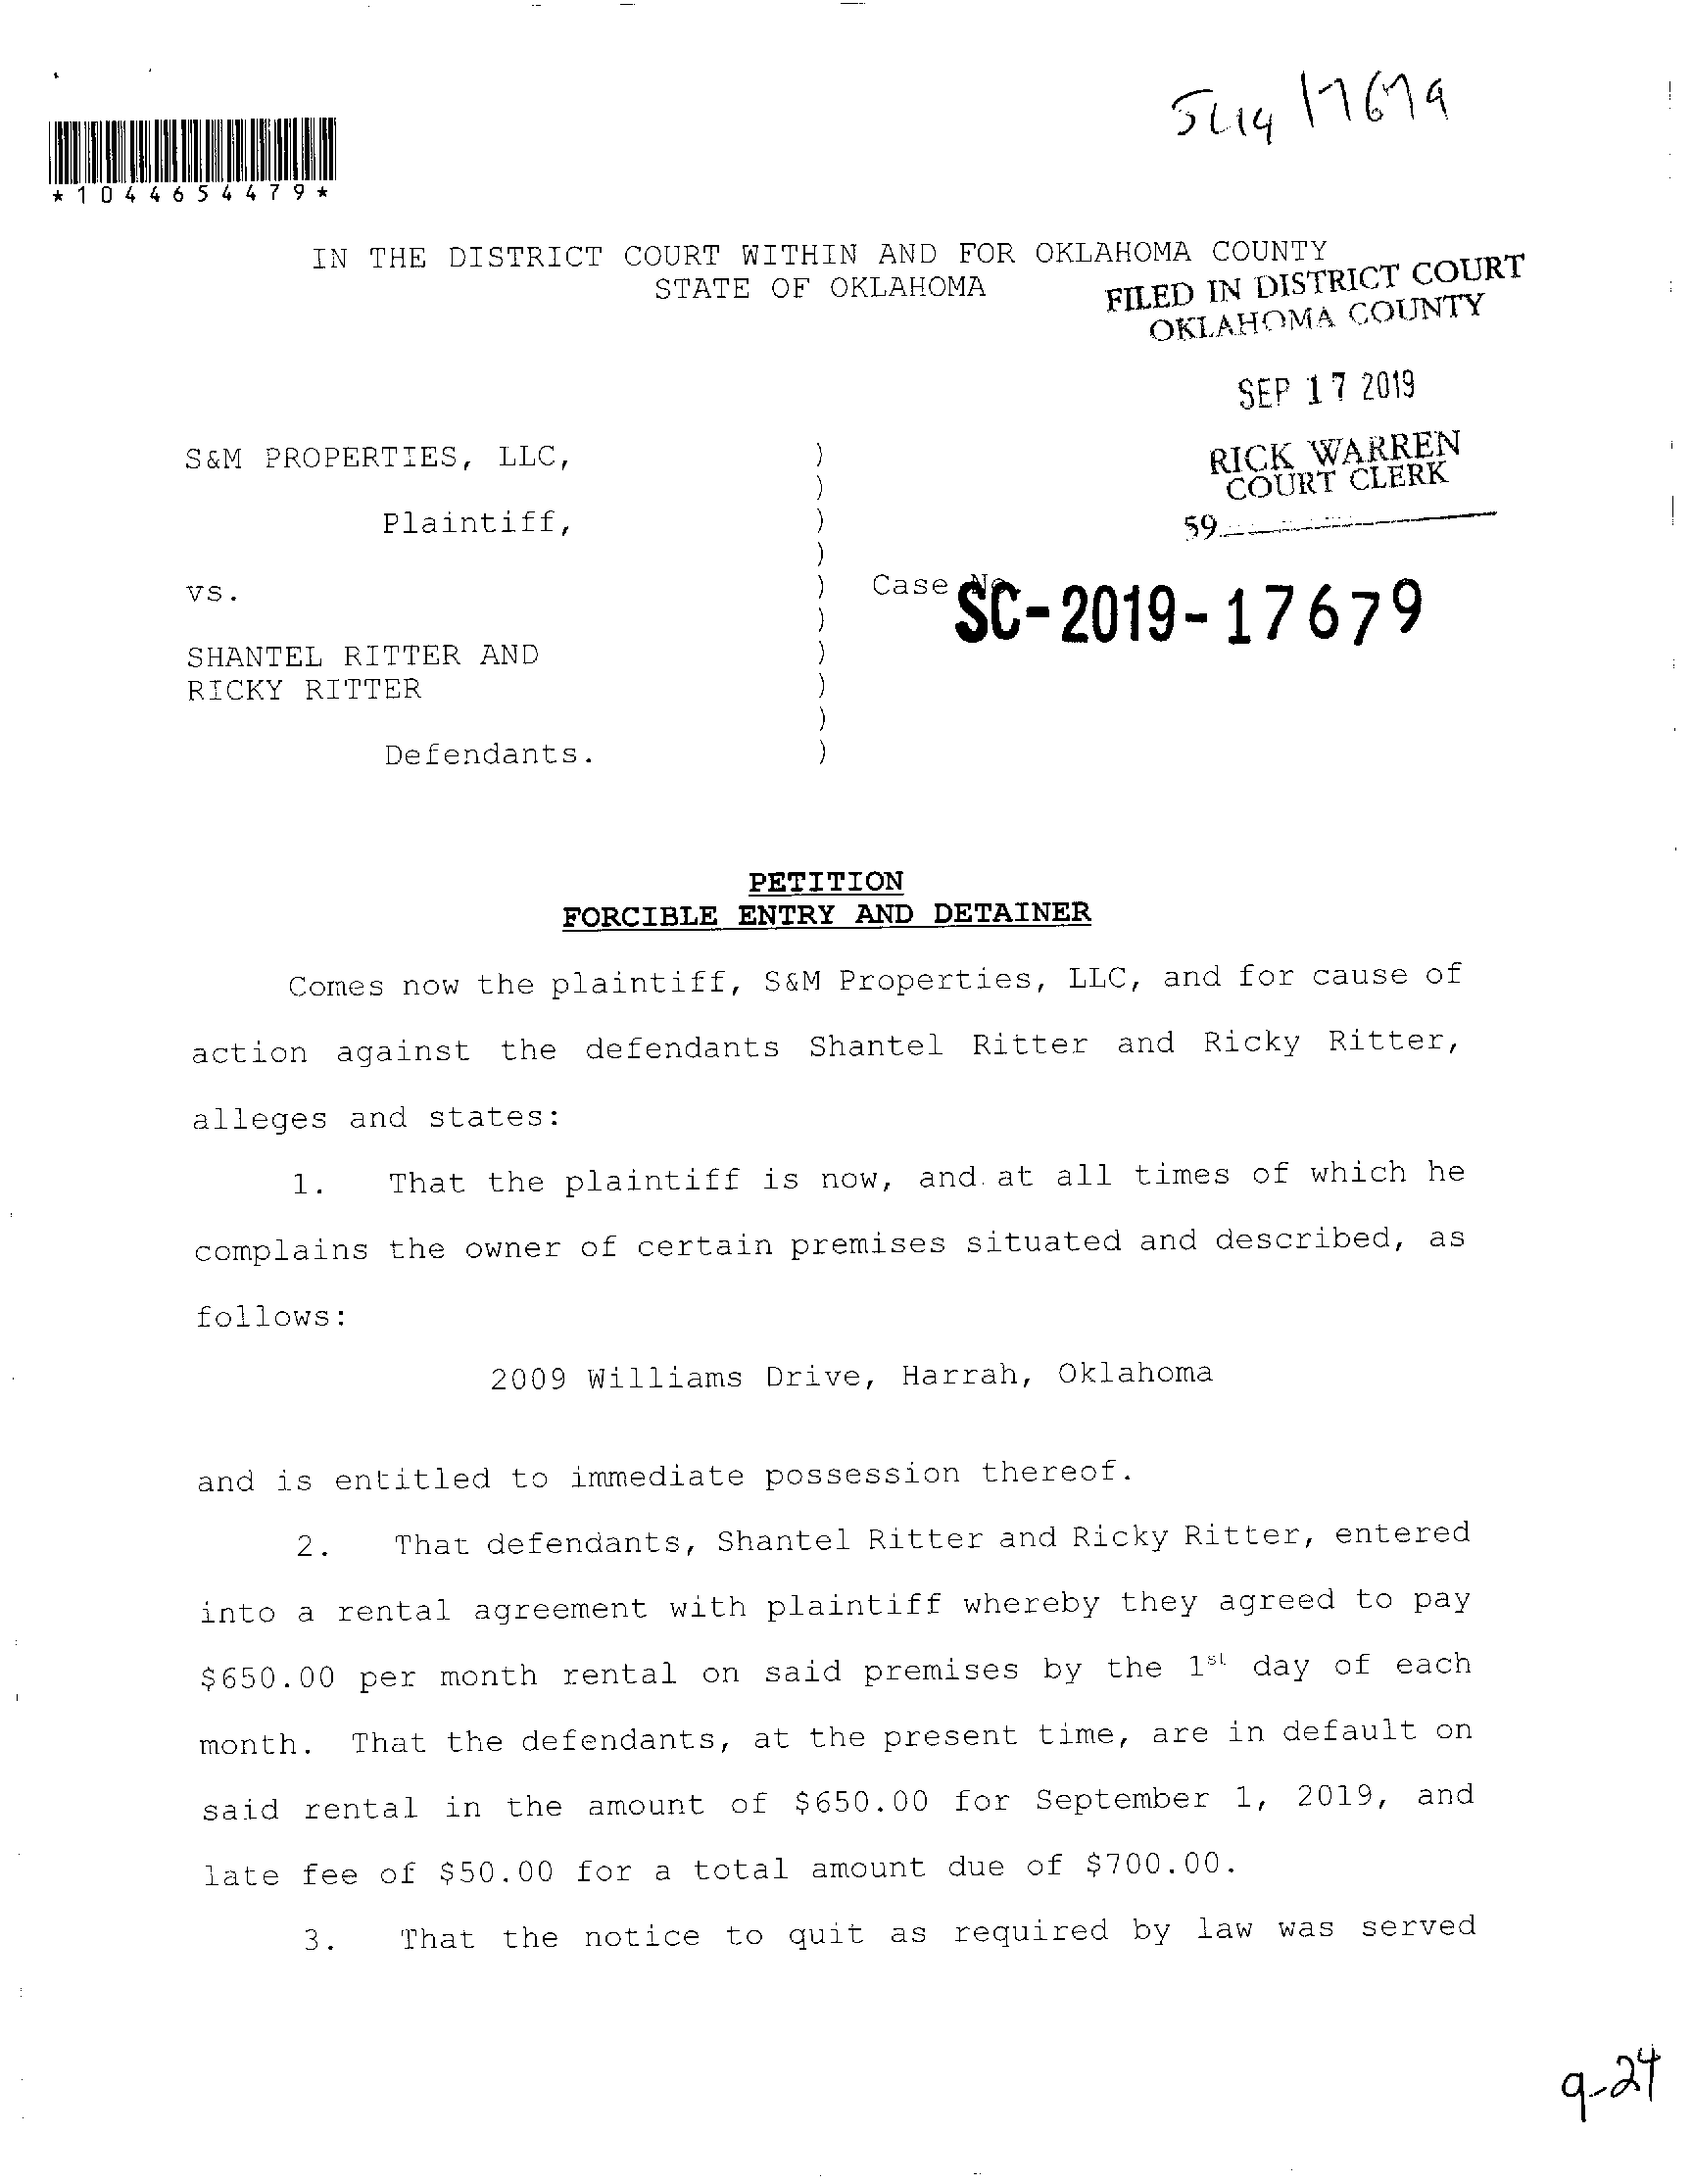 SC19 17679
*1044654479*
IN THE DISTRICT COURT WITHIN AND FOR OKLAHOMA COUNTY
STATE OF OKLAHOMA
FILED IN DISTRICT COURT
OKLAHOMA COUNTY
SEP 17 2019
RICK WARREN
COURT CLERK
59
S&M PROPERTIES, LLC, )
)
Plaintiff, )
)
vs. ) Case No.
SC-2019-17679
)
SHANTEL RITTER AND )
RICKY RITTER )
)
Defendants. )
PETITION
FORCIBLE ENTRY AND DETAINER
Comes now the plaintiff, S&M Properties, LLC, and for cause of
action against the defendants Shantel Ritter and Ricky Ritter,
alleges and states:
1. That the plaintiff is now, and at all times of which he
complains the owner of certain premises situated and described, as
follows:
2009 Williams Drive, Harrah, Oklahoma
and is entitled to immediate possession thereof.
2. That defendants, Shantel Ritter and Ricky Ritter, entered
into a rental agreement with plaintiff whereby they agreed to pay
$650.00 per month rental on said premises by the 1st day of each
month. That the defendants, at the present time, are in default on
said rental in the amount of $650.00 for September 1, 2019, and
late fee of $50.00 for a total amount due of $700.00.
3. That the notice to quit as required by law was served
9-24